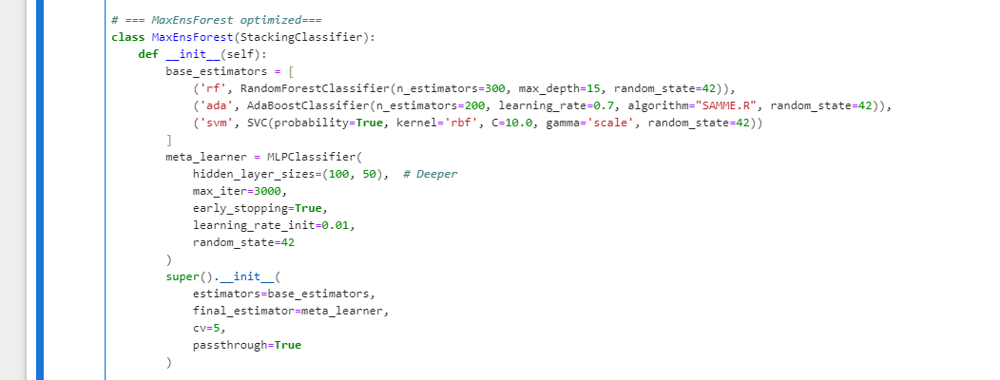 # === MaxEnsForest optimized===
class MaxEnsForest(StackingClassifier):
    def __init__(self):
        base_estimators = [
            ('rf', RandomForestClassifier(n_estimators=300, max_depth=15, random_state=42)),
            ('ada', AdaBoostClassifier(n_estimators=200, learning_rate=0.7, algorithm="SAMME.R", random_state=42)),
            ('svm', SVC(probability=True, kernel='rbf', C=10.0, gamma='scale', random_state=42))
        ]
        meta_learner = MLPClassifier(
            hidden_layer_sizes=(100, 50),  # Deeper
            max_iter=3000,
            early_stopping=True,
            learning_rate_init=0.01,
            random_state=42
        )
        super().__init__(
            estimators=base_estimators,
            final_estimator=meta_learner,
            cv=5,
            passthrough=True
        )